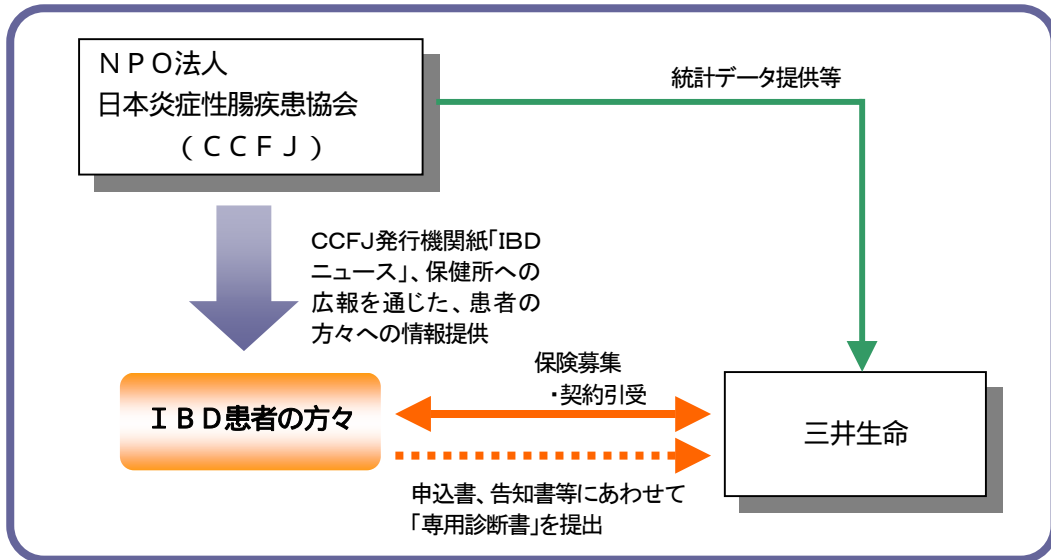 ＮＰＯ法人
日本炎症性腸疾患協会
（ＣＣＦＪ）
統計データ提供等
CCFJ発行機関紙「IBD
ニュース」、保健所への
広報を通じた、患者の
方々への情報提供
保険募集
・契約引受
ＩＢＤ患者の方々
三井生命
申込書、告知書等にあわせて
「専用診断書」を提出